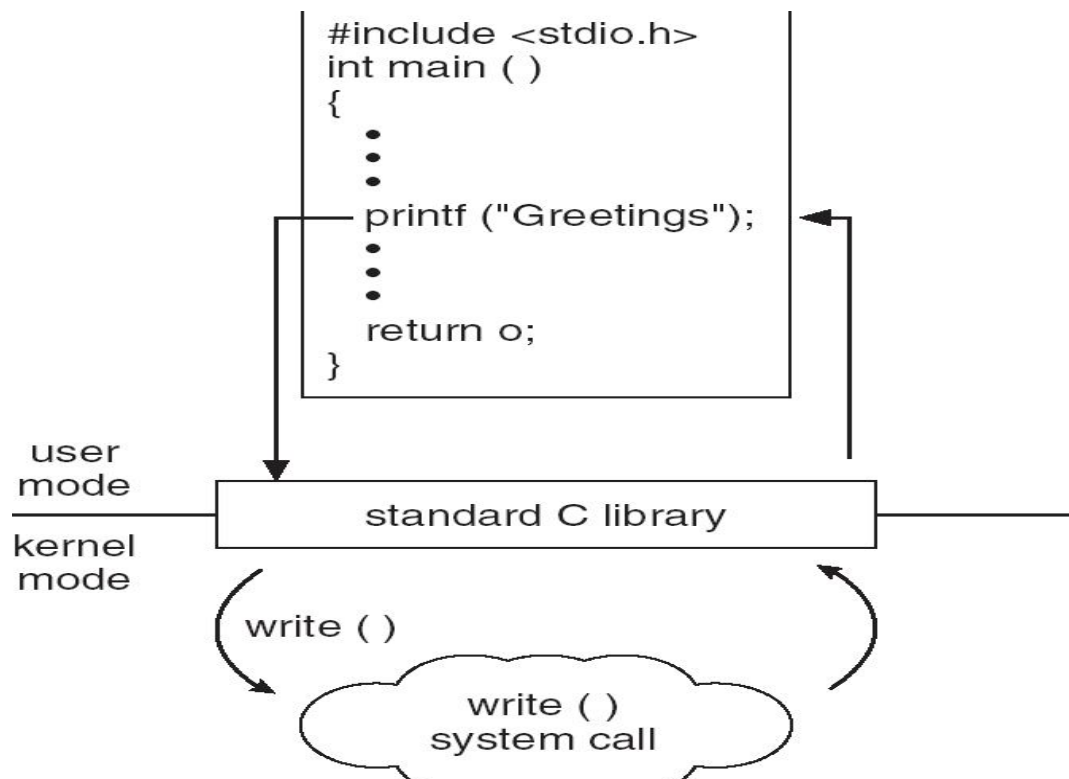 #include <stdio.h>
int main ( )
{
•
•
•
printf ("Greetings");
•
•
•
return o;
}
user
mode
standard C library
kernel
mode
write ( )
write ( )
system call